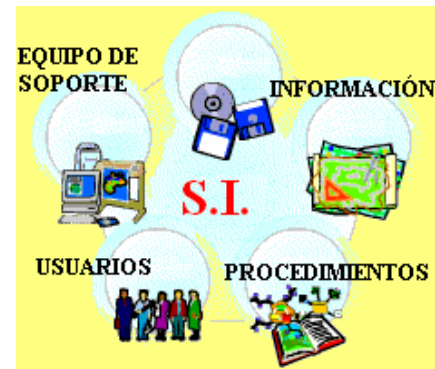 EQUIPO DE
SOPORTE
INFORMACIÓN
S.I.
USUARIOS
PROCEDIMIENTOS